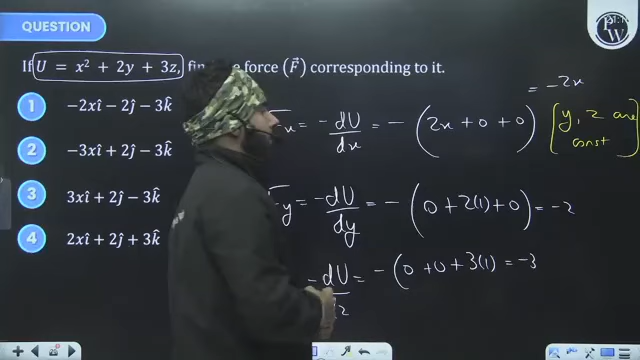 QUESTION
If U = x² + 2y + 3z, find force (F⃗) corresponding to it.
1 −2xî − 2ĵ − 3k̂
2 −3xî + 2ĵ − 3k̂
3 3xî + 2ĵ − 3k̂
4 2xî + 2ĵ + 3k̂
= −2x
x = −dU/dx = −(2x + 0 + 0) [y, z are
const]
y = −dU/dy = −(0 + 2(1) + 0) = −2
−dU/dz = −(0 + 0 + 3(1) = −3